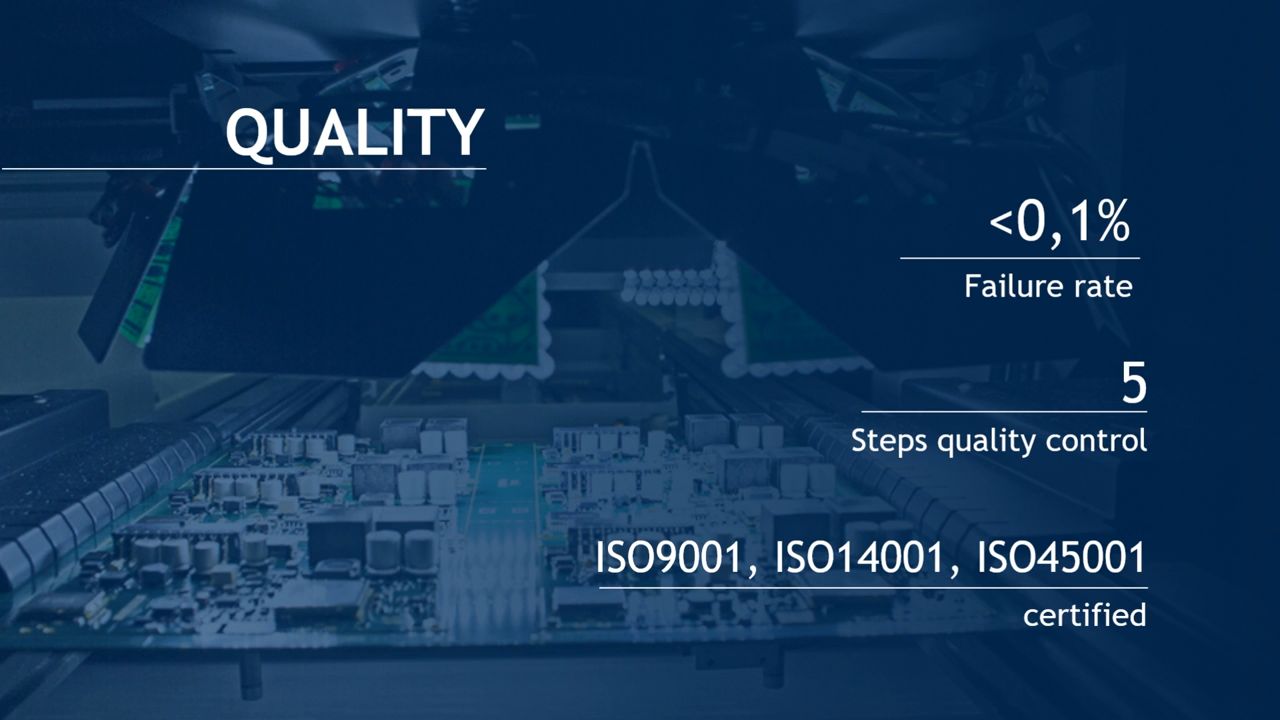 QUALITY
<0,1%
Failure rate
5
Steps quality control
ISO9001, ISO14001, ISO45001
certified